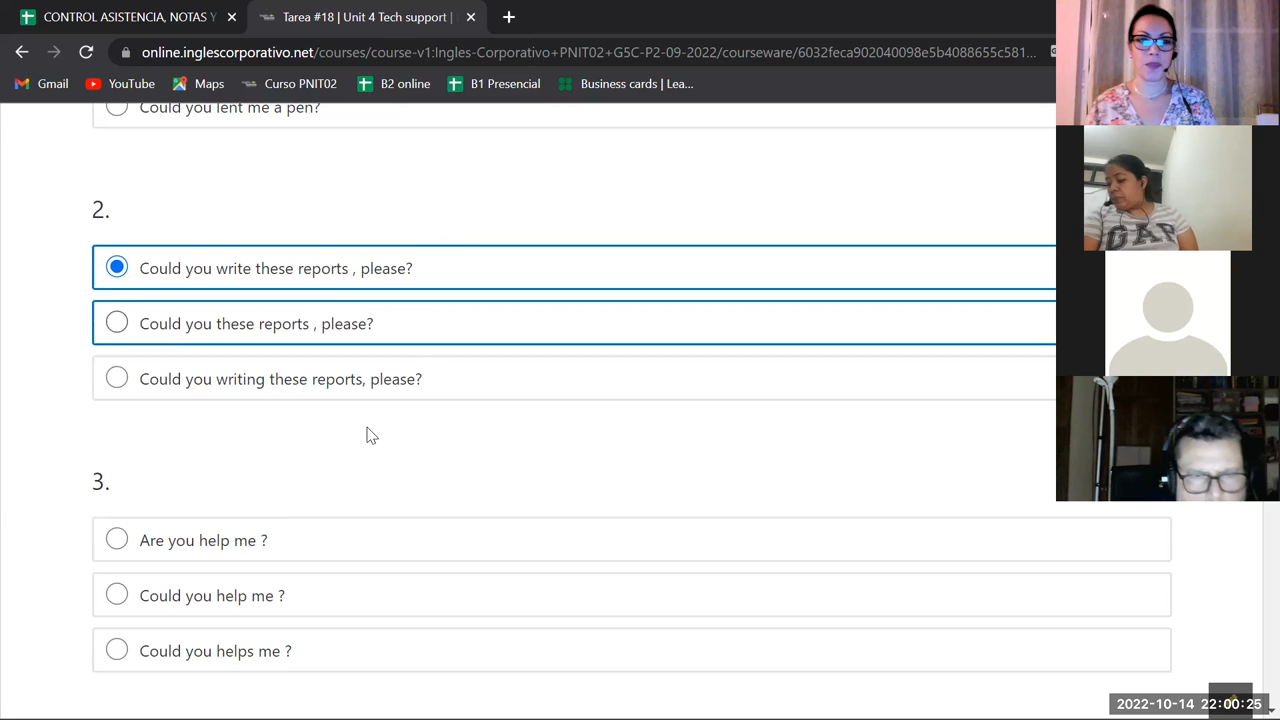 CONTROL ASISTENCIA, NOTAS Y
Tarea #18 | Unit 4 Tech support |
online.inglescorporativo.net/courses/course-v1:Ingles-Corporativo+PNIT02+G5C-P2-09-2022/courseware/6032feca902040098e5b4088655c581...
Gmail
YouTube
Maps
Curso PNIT02
B2 online
B1 Presencial
Business cards | Lea...
Could you lent me a pen?
2.
Could you write these reports , please?
Could you these reports , please?
Could you writing these reports, please?
3.
Are you help me ?
Could you help me ?
Could you helps me ?
GAP
2022-10-14 22:00:25